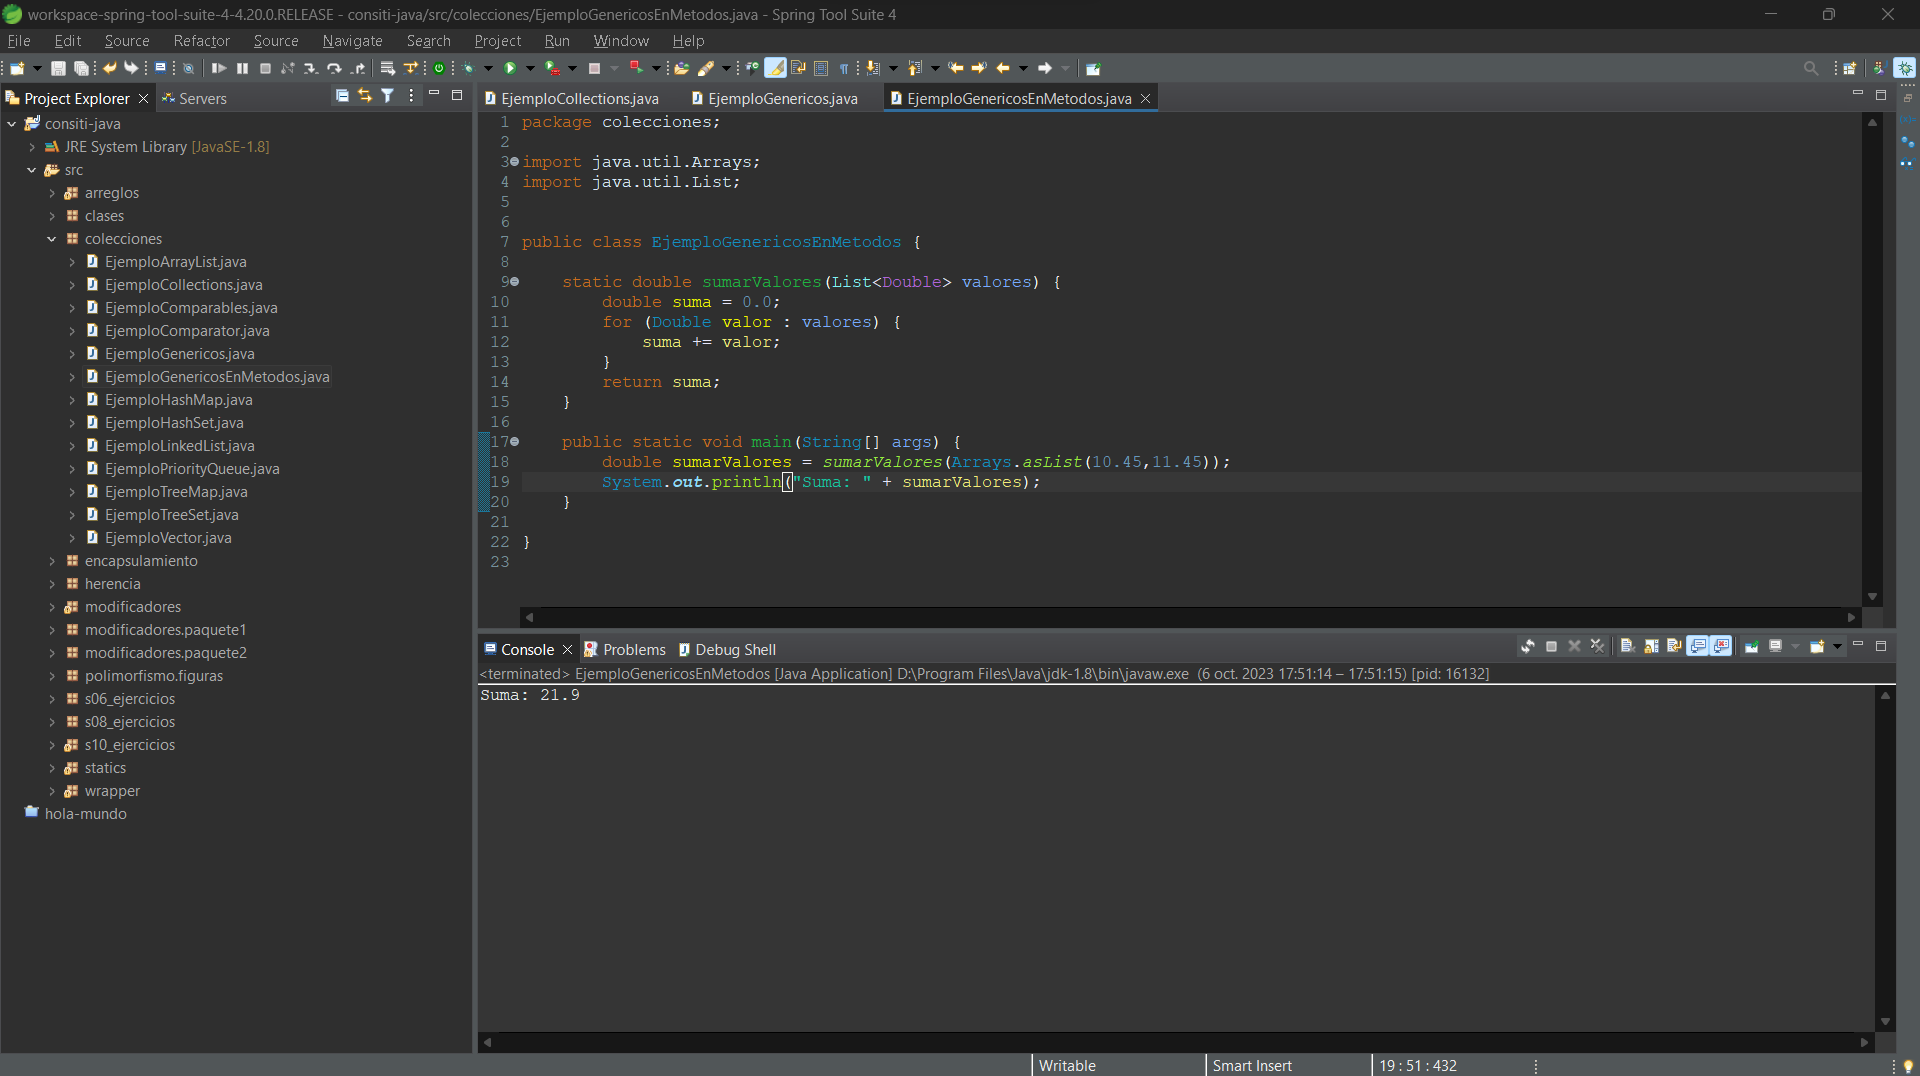 workspace-spring-tool-suite-4-4.20.0.RELEASE - consiti-java/src/colecciones/EjemploGenericosEnMetodos.java - Spring Tool Suite 4
File Edit Source Refactor Source Navigate Search Project Run Window Help
Project Explorer
Servers
consiti-java
JRE System Library [JavaSE-1.8]
src
arreglos
clases
colecciones
EjemploArrayList.java
EjemploCollections.java
EjemploComparables.java
EjemploComparator.java
EjemploGenericos.java
EjemploGenericosEnMetodos.java
EjemploHashMap.java
EjemploHashSet.java
EjemploLinkedList.java
EjemploPriorityQueue.java
EjemploTreeMap.java
EjemploTreeSet.java
EjemploVector.java
encapsulamiento
herencia
modificadores
modificadores.paquete1
modificadores.paquete2
polimorfismo.figuras
s06_ejercicios
s08_ejercicios
s10_ejercicios
statics
wrapper
hola-mundo
EjemploCollections.java EjemploGenericos.java EjemploGenericosEnMetodos.java
1 package colecciones;
2
3 import java.util.Arrays;
4 import java.util.List;
5
6
7 public class EjemploGenericosEnMetodos {
8
9 static double sumarValores(List<Double> valores) {
10 double suma = 0.0;
11 for (Double valor : valores) {
12 suma += valor;
13 }
14 return suma;
15 }
16
17 public static void main(String[] args) {
18 double sumarValores = sumarValores(Arrays.asList(10.45,11.45));
19 System.out.println("Suma: " + sumarValores);
20 }
21
22 }
23
Console Problems Debug Shell
<terminated> EjemploGenericosEnMetodos [Java Application] D:\Program Files\Java\jdk-1.8\bin\javaw.exe (6 oct. 2023 17:51:14 – 17:51:15) [pid: 16132]
Suma: 21.9
Writable Smart Insert 19 : 51 : 432